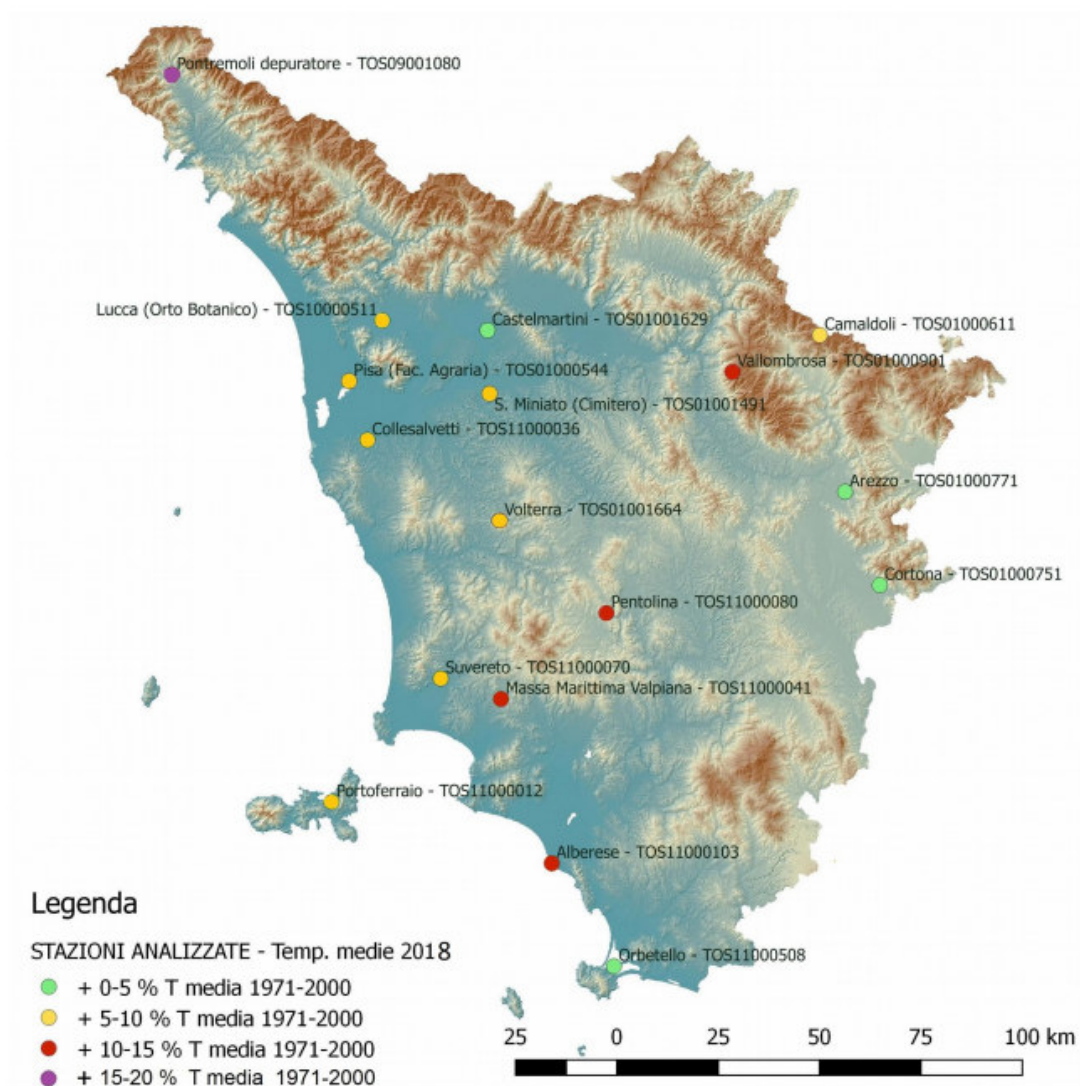 Pontremoli depuratore - TOS09001080
Lucca (Orto Botanico) - TOS10000511
Castelmartini - TOS01001629
Camaldoli - TOS01000611
Vallombrosa - TOS01000901
Pisa (Fac. Agraria) - TOS01000544
S. Miniato (Cimitero) - TOS01001491
Collesalvetti - TOS11000036
Arezzo - TOS01000771
Volterra - TOS01001664
Cortona - TOS01000751
Pentolina - TOS11000080
Suvereto - TOS11000070
Massa Marittima Valpiana - TOS11000041
Portoferraio - TOS11000012
Alberese - TOS11000103
Orbetello - TOS11000508
Legenda
STAZIONI ANALIZZATE - Temp. medie 2018
+ 0-5 % T media 1971-2000
+ 5-10 % T media 1971-2000
+ 10-15 % T media 1971-2000
+ 15-20 % T media 1971-2000
25 0 25 50 75 100 km